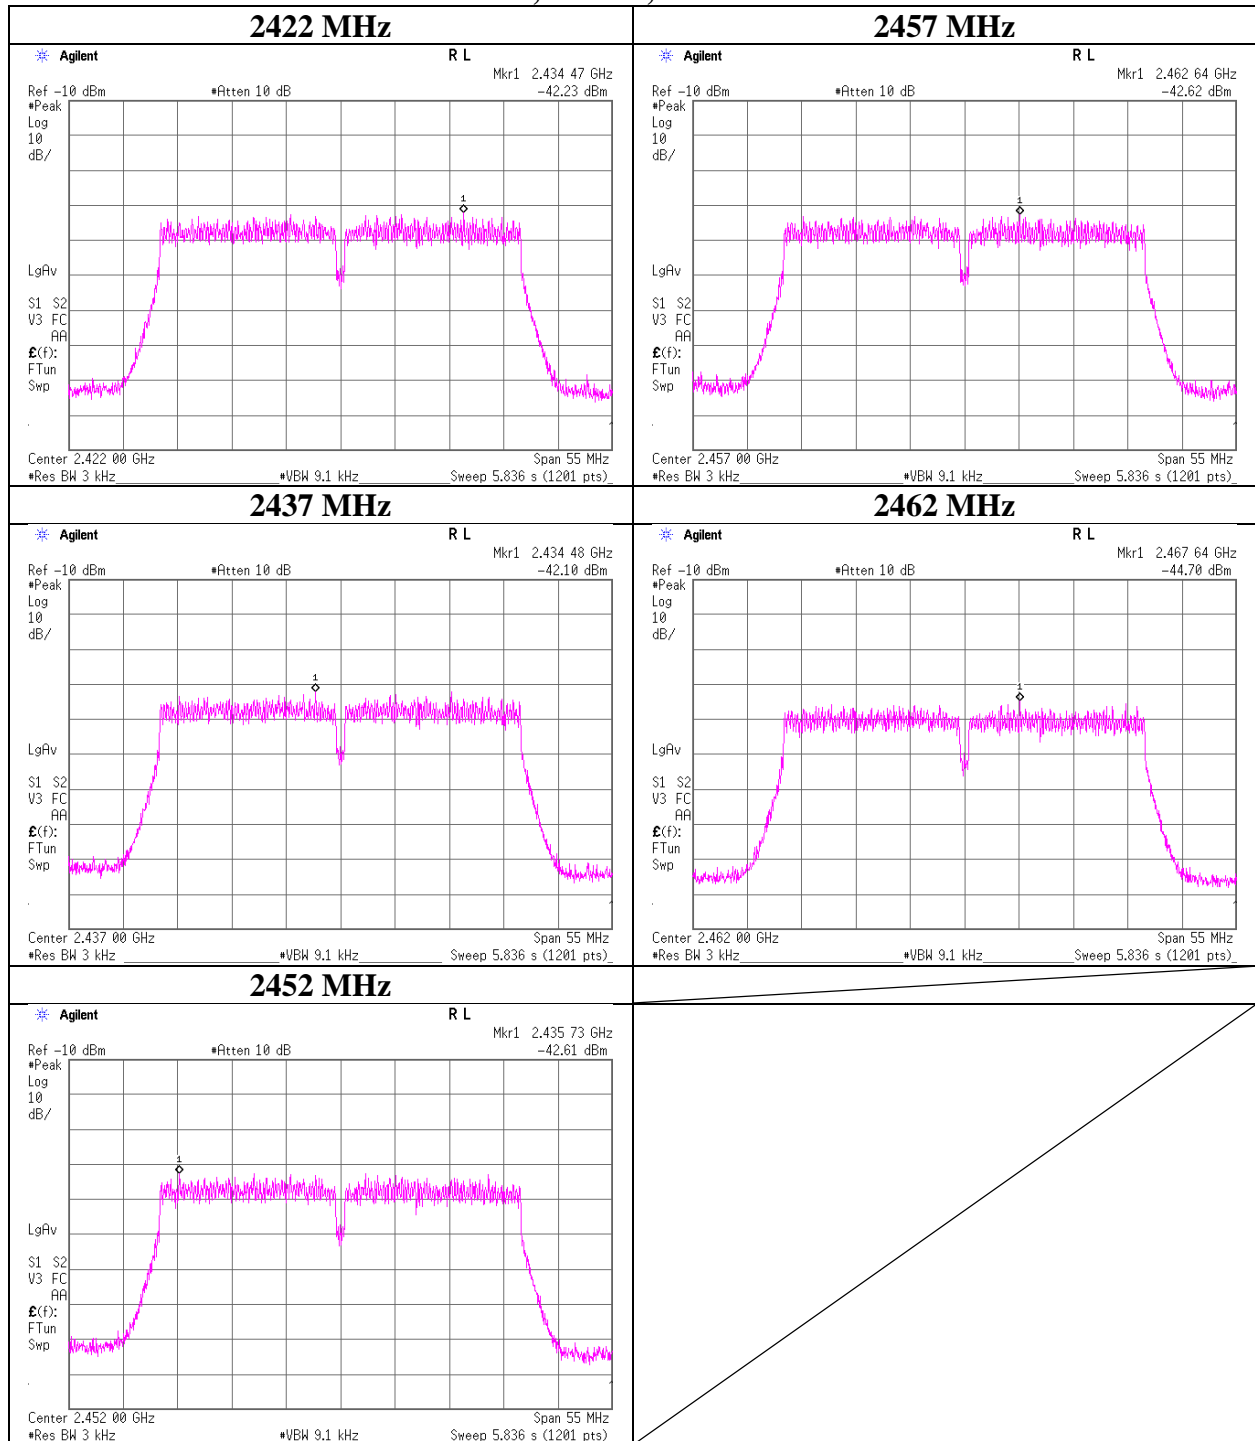 2422 MHz
Agilent
R L
Mkr1 2.434 47 GHz
Ref -10 dBm #Atten 10 dB -42.23 dBm
#Peak
Log
10
dB/
1
LgAv
S1 S2
V3 FC
AA
£(f):
FTun
Swp
Center 2.422 00 GHz Span 55 MHz
#Res BW 3 kHz #VBW 9.1 kHz Sweep 5.836 s (1201 pts)
2457 MHz
Agilent
R L
Mkr1 2.462 64 GHz
Ref -10 dBm #Atten 10 dB -42.62 dBm
#Peak
Log
10
dB/
1
LgAv
S1 S2
V3 FC
AA
£(f):
FTun
Swp
Center 2.457 00 GHz Span 55 MHz
#Res BW 3 kHz #VBW 9.1 kHz Sweep 5.836 s (1201 pts)
2437 MHz
Agilent
R L
Mkr1 2.434 48 GHz
Ref -10 dBm #Atten 10 dB -42.10 dBm
#Peak
Log
10
dB/
1
LgAv
S1 S2
V3 FC
AA
£(f):
FTun
Swp
Center 2.437 00 GHz Span 55 MHz
#Res BW 3 kHz #VBW 9.1 kHz Sweep 5.836 s (1201 pts)
2462 MHz
Agilent
R L
Mkr1 2.467 64 GHz
Ref -10 dBm #Atten 10 dB -44.70 dBm
#Peak
Log
10
dB/
1
LgAv
S1 S2
V3 FC
AA
£(f):
FTun
Swp
Center 2.462 00 GHz Span 55 MHz
#Res BW 3 kHz #VBW 9.1 kHz Sweep 5.836 s (1201 pts)
2452 MHz
Agilent
R L
Mkr1 2.435 73 GHz
Ref -10 dBm #Atten 10 dB -42.61 dBm
#Peak
Log
10
dB/
1
LgAv
S1 S2
V3 FC
AA
£(f):
FTun
Swp
Center 2.452 00 GHz Span 55 MHz
#Res BW 3 kHz #VBW 9.1 kHz Sweep 5.836 s (1201 pts)